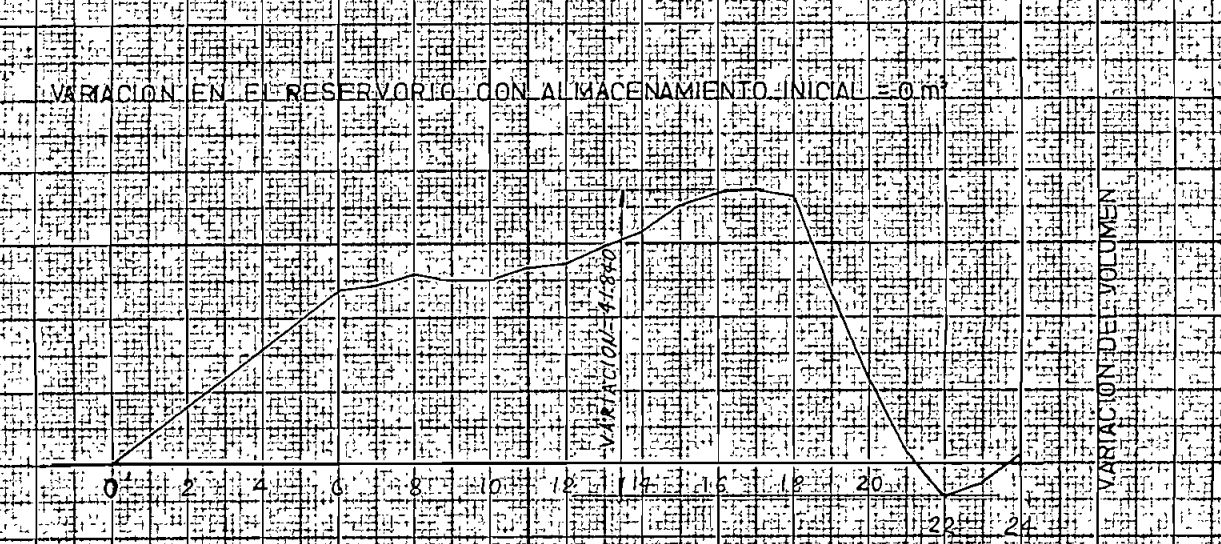 VARIACION EN EL RESERVORIO CON ALMACENAMIENTO INICIAL = 0 m³
VARIACION=41.840
VARIACION DEL VOLUMEN
0 2 4 6 8 10 12 14 16 18 20 22 24